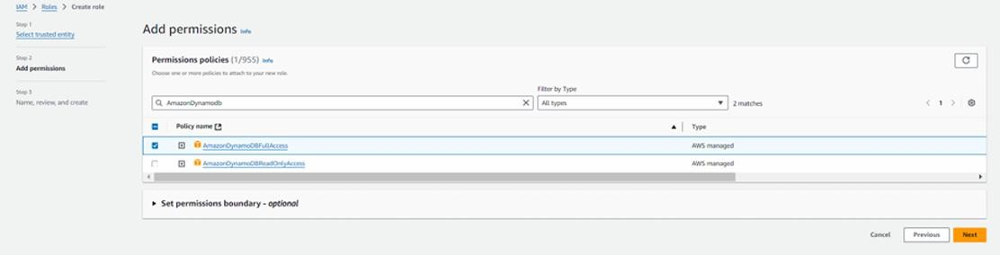 IAM > Roles > Create role
Step 1
Select trusted entity
Step 2
Add permissions
Step 3
Name, review, and create
Add permissions Info
Permissions policies (1/955) Info
Choose one or more policies to attach to your new role.
Filter by Type
AmazonDynamodb
All types
2 matches
1
Policy name
Type
AmazonDynamoDBFullAccess
AWS managed
AmazonDynamoDBReadOnlyAccess
AWS managed
Set permissions boundary - optional
Cancel
Previous
Next